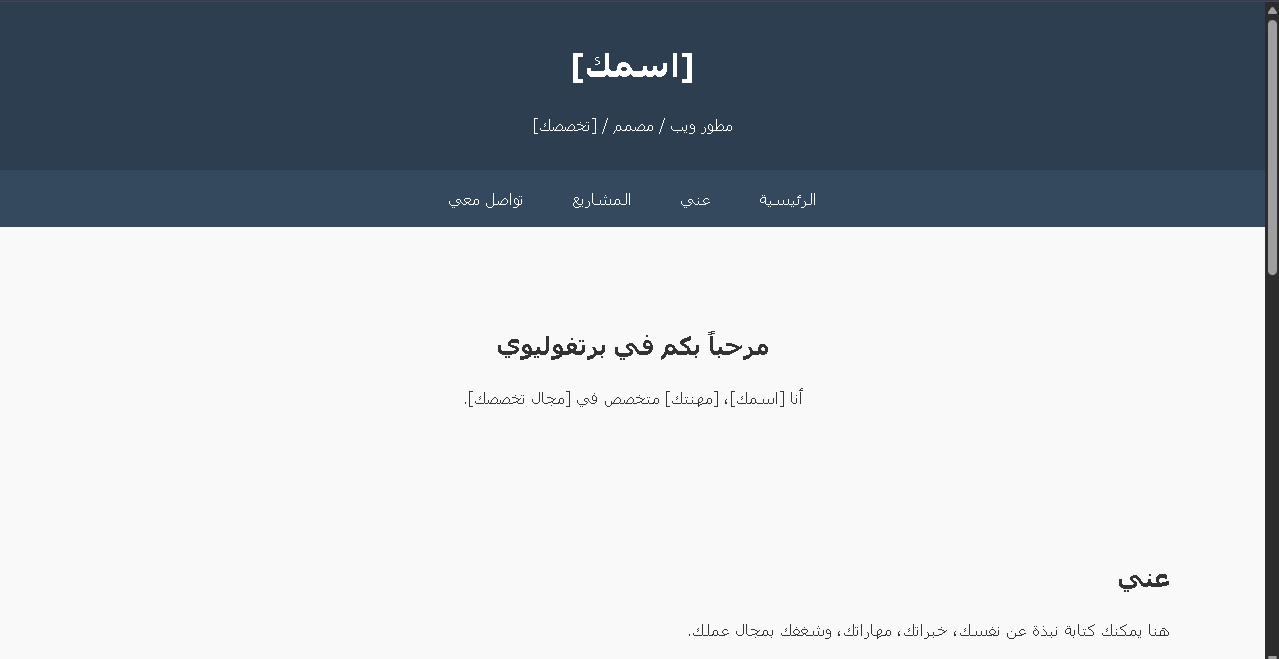 [اسمك]
مطور ويب / مصمم / [تخصصك]
الرئيسية عني المشاريع تواصل معي
مرحباً بكم في برتفوليوي
أنا [اسمك]، [مهنتك] متخصص في [مجال تخصصك].
عني
هنا يمكنك كتابة نبذة عن نفسك، خبراتك، مهاراتك، وشغفك بمجال عملك.